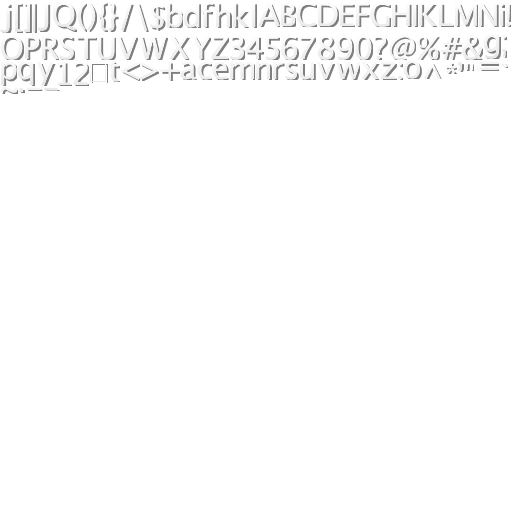 j[]|JQ(){}/\$bdfhklABCDEFGHIKLMNi!
OPRSTUVWXYZ34567890?@%#&g;
pqy12□t<>+acemnrsuvwxz:o^*"'=
~